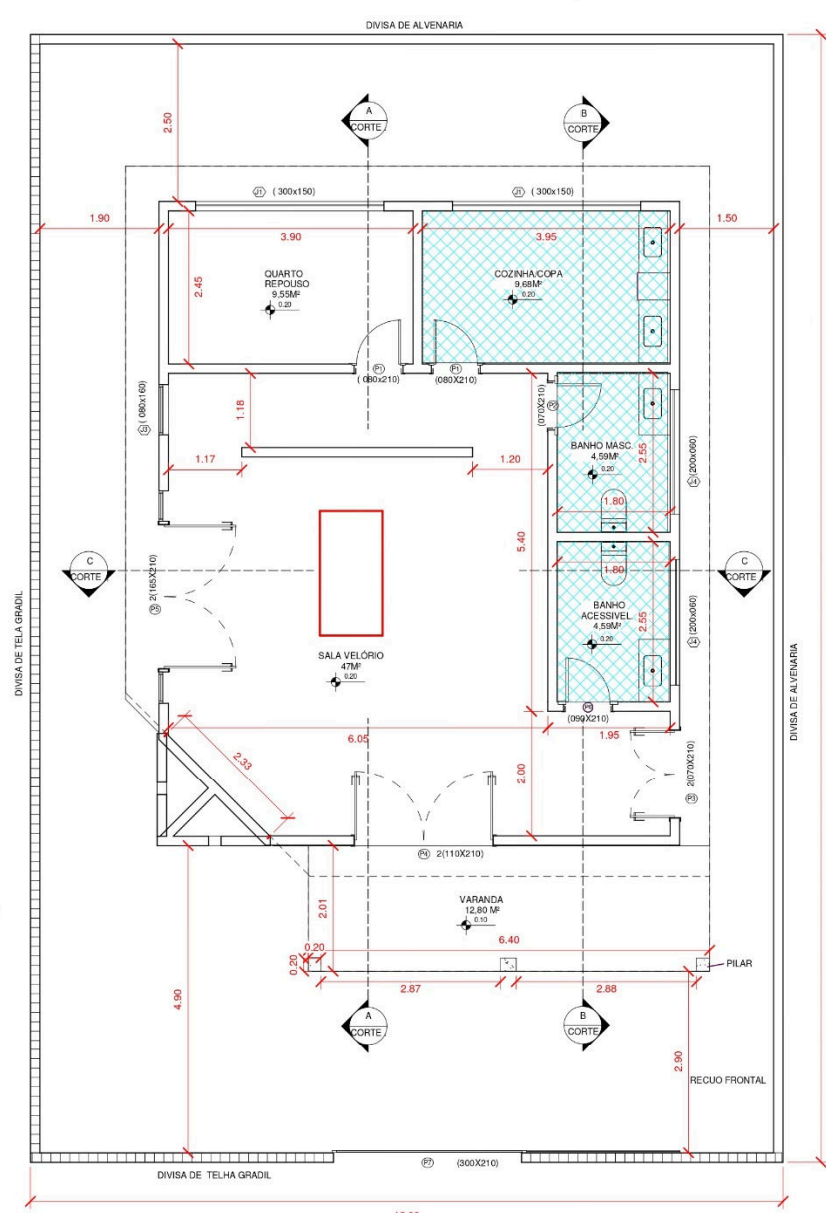 DIVISA DE ALVENARIA
2.50
A
CORTE
B
CORTE
J1 ( 300x150)
J1 ( 300x150)
1.90
1.50
3.90
3.95
2.45
QUARTO
REPOUSO
9,55M²
0.20
COZINHA/COPA
9,68M²
0.20
P1
( 080x210)
P1
(080X210)
( 080x160)
1.18
(070X210)
P2
1.17
1.20
BANHO MASC.
4,59M²
0.20
2.55
1.80
J4 (200x060)
5.40
C
CORTE
C
CORTE
2(165X210)
P5
1.80
BANHO
ACESSIVEL
4,59M²
0.20
2.55
J4 (200x060)
DIVISA DE TELA GRADIL
DIVISA DE ALVENARIA
SALA VELÓRIO
47M²
0.20
(090X210)
6.05
1.95
2.33
2.00
2(070X210)
P3
P4 2(110X210)
VARANDA
12,80 M²
0.10
2.01
6.40
0.20
0.20
PILAR
2.87
2.88
4.90
A
CORTE
B
CORTE
2.90
RECUO FRONTAL
P7 (300X210)
DIVISA DE TELHA GRADIL